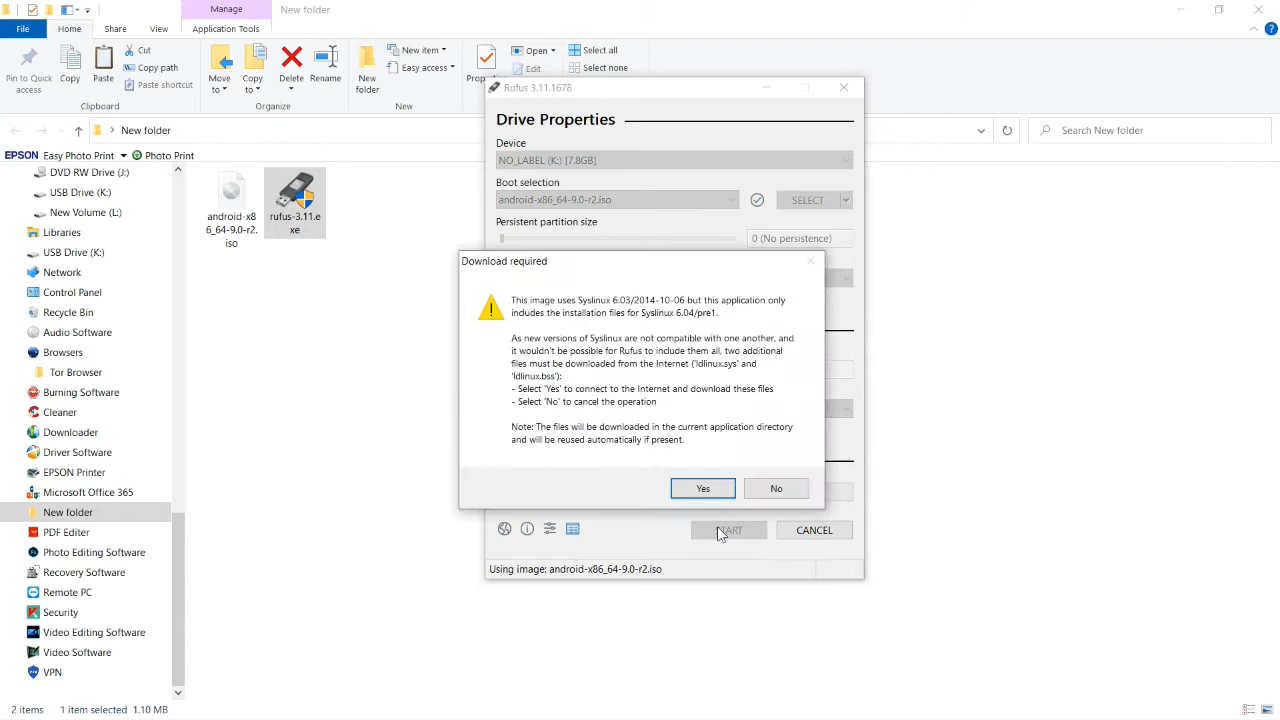 Manage
New folder
File
Home
Share
View
Application Tools
Pin to Quick
access
Copy
Paste
Cut
Copy path
Paste shortcut
Clipboard
Move
to
Copy
to
Delete
Rename
Organize
New
folder
New item
Easy access
New
Open
Edit
Select all
Select none
New folder
Search New folder
EPSON Easy Photo Print
Photo Print
DVD RW Drive (J:)
USB Drive (K:)
New Volume (L:)
Libraries
USB Drive (K:)
Network
Control Panel
Recycle Bin
Audio Software
Browsers
Tor Browser
Burning Software
Cleaner
Downloader
Driver Software
EPSON Printer
Microsoft Office 365
New folder
PDF Editor
Photo Editing Software
Recovery Software
Remote PC
Security
Video Editing Software
Video Software
VPN
android-x8
6_64-9.0-r2.
iso
rufus-3.11.e
xe
Rufus 3.11.1678
Drive Properties
Device
NO_LABEL (K:) [7.8GB]
Boot selection
android-x86_64-9.0-r2.iso
SELECT
Persistent partition size
0 (No persistence)
Download required
This image uses Syslinux 6.03/2014-10-06 but this application only
includes the installation files for Syslinux 6.04/pre1.
As new versions of Syslinux are not compatible with one another, and
it wouldn't be possible for Rufus to include them all, two additional
files must be downloaded from the Internet ('ldlinux.sys' and
'ldlinux.bss'):
- Select 'Yes' to connect to the Internet and download these files
- Select 'No' to cancel the operation
Note: The files will be downloaded in the current application directory
and will be reused automatically if present.
Yes
No
START
CANCEL
Using image: android-x86_64-9.0-r2.iso
2 items
1 item selected 1.10 MB